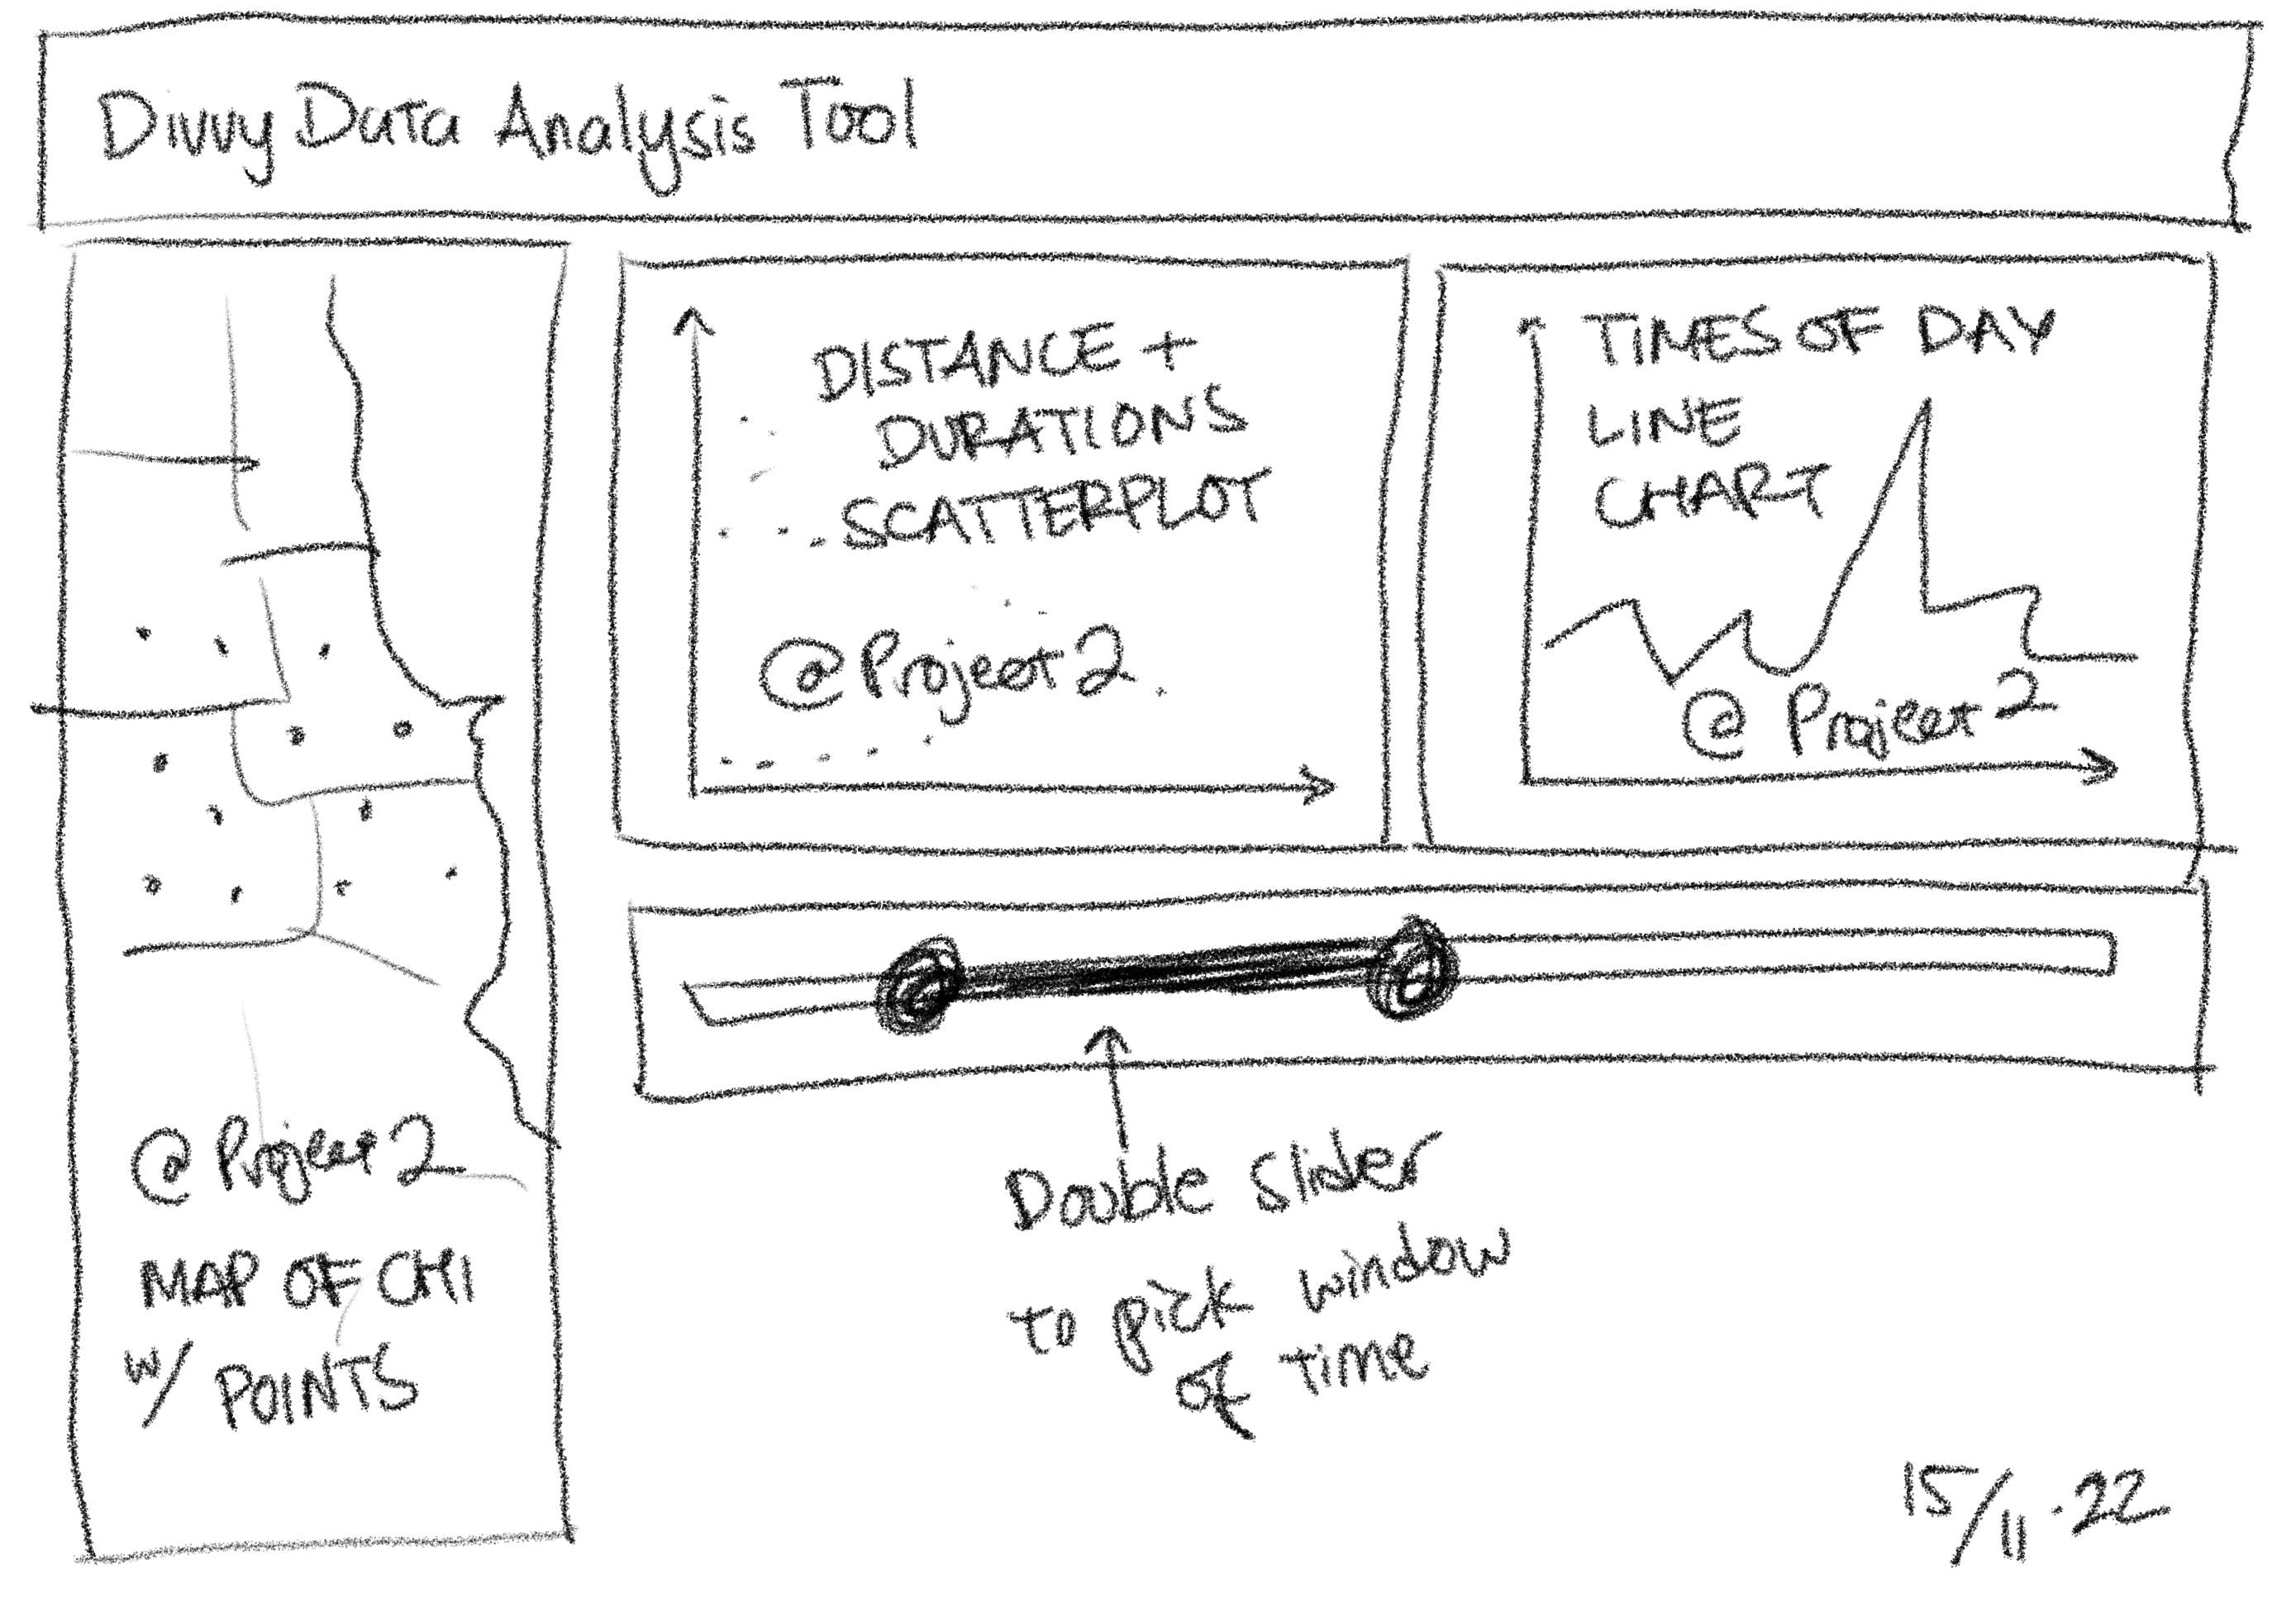 Divvy Data Analysis Tool
DISTANCE +
DURATIONS
SCATTERPLOT
@Project 2
TIMES OF DAY
LINE
CHART
@ Project 2
@Project 2
MAP OF CHI
w/ POINTS
Double slider
to pick window
of time
15/11.22